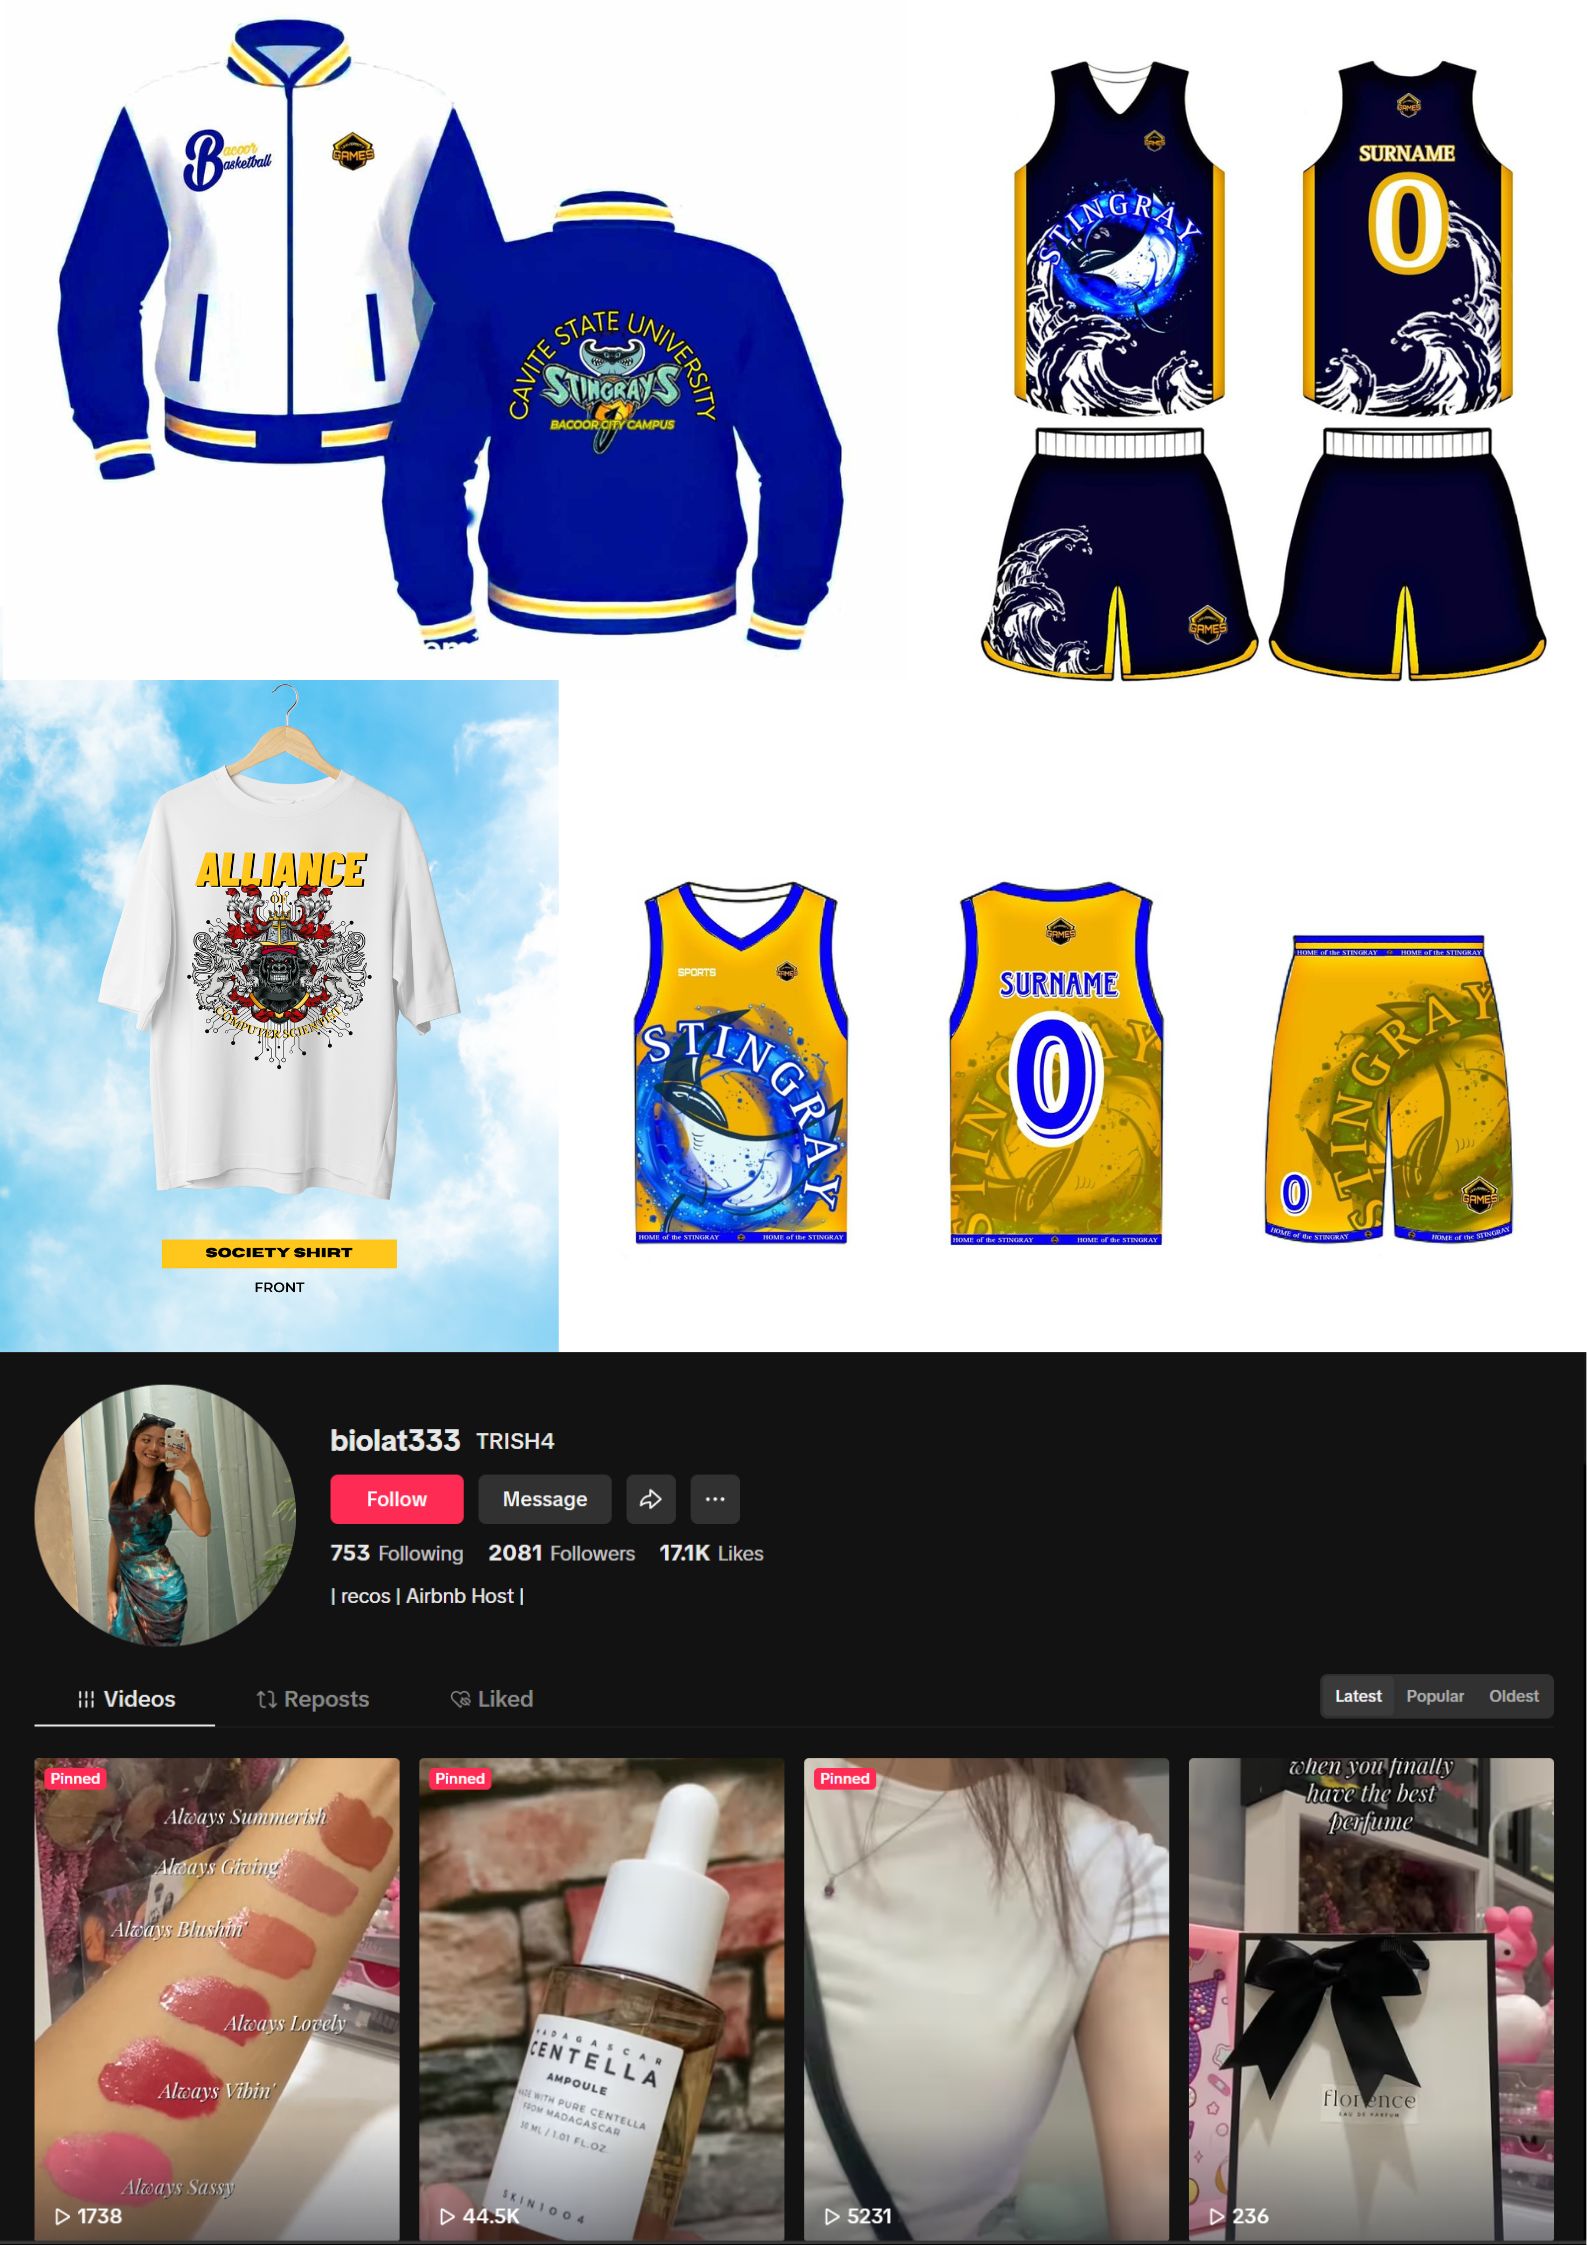 Bacoor
Basketball
GAMES
CAVITE STATE UNIVERSITY
STINGRAYS
BACOOR CITY CAMPUS
GAMES
STINGRAY
GAMES
SURNAME
0
GAMES
ALLIANCE
OF
COMPUTER SCIENTIST
SOCIETY SHIRT
FRONT
SPORTS
GAMES
STINGRAY
HOME of the STINGRAY HOME of the STINGRAY
GAMES
SURNAME
0
STINGRAY
HOME of the STINGRAY HOME of the STINGRAY
HOME of the STINGRAY HOME of the STINGRAY
STINGRAY
0
GAMES
HOME of the STINGRAY HOME of the STINGRAY
biolat333 TRISH4
Follow Message
753 Following 2081 Followers 17.1K Likes
| recos | Airbnb Host |
Videos Reposts Liked
Latest Popular Oldest
Pinned
Always Summerish
Always Giving
Always Blushin'
Always Lovely
Always Vibin'
Always Sassy
1738
Pinned
MADAGASCAR
CENTELLA
AMPOULE
MADE WITH PURE CENTELLA
FROM MADAGASCAR
30 ML / 1.01 FL.OZ.
SKIN1004
44.5K
Pinned
5231
when you finally
have the best
perfume
florence
EAU DE PARFUM
236